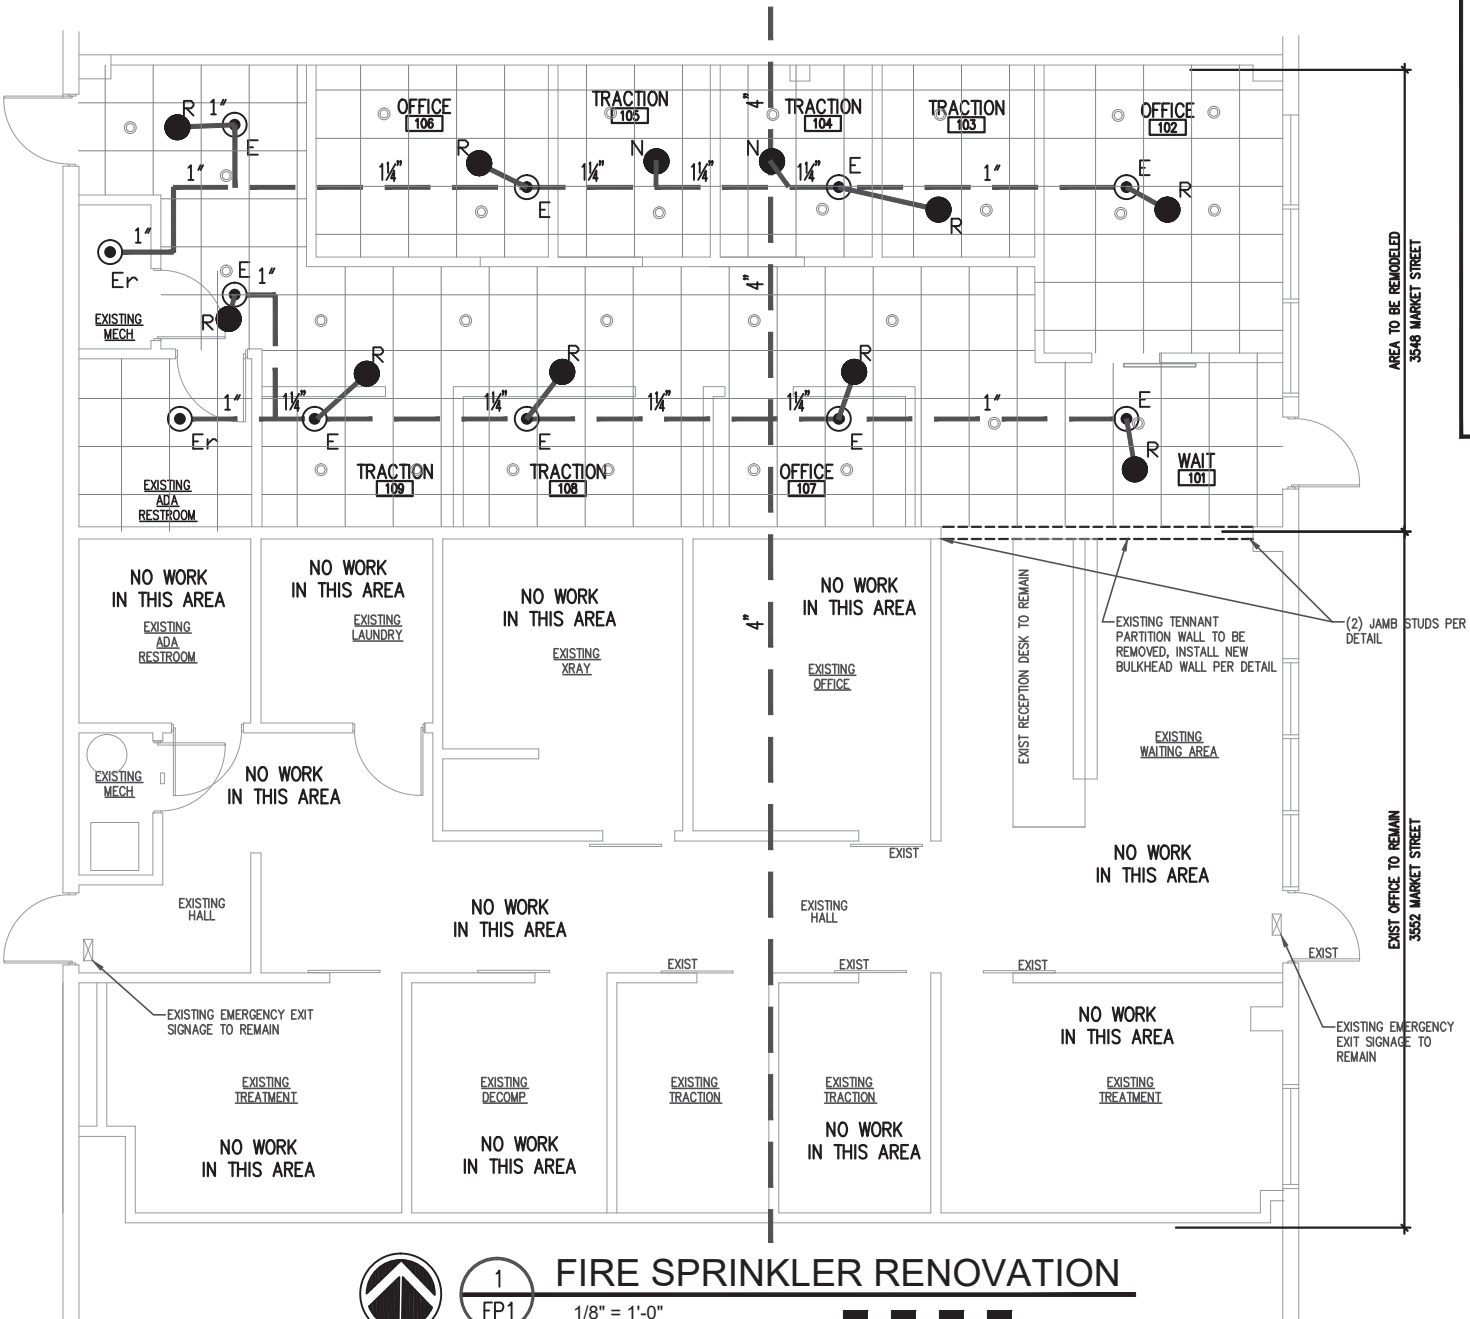 OFFICE
106
TRACTION
105
4"
TRACTION
104
TRACTION
103
OFFICE
102
R
1"
E
R
N
N
E
E
R
1"
1¼"
1¼"
1¼"
1¼"
1"
E
R
1"
Er
E
1"
R
EXISTING
MECH
4"
R
R
R
1"
1¼"
1¼"
1¼"
1¼"
1"
E
Er
E
E
E
R
EXISTING
ADA
RESTROOM
TRACTION
109
TRACTION
108
OFFICE
107
WAIT
101
AREA TO BE REMODELED
3548 MARKET STREET
NO WORK
IN THIS AREA
EXISTING
ADA
RESTROOM
NO WORK
IN THIS AREA
EXISTING
LAUNDRY
NO WORK
IN THIS AREA
EXISTING
XRAY
4"
NO WORK
IN THIS AREA
EXISTING
OFFICE
EXIST RECEPTION DESK TO REMAIN
EXISTING TENNANT
PARTITION WALL TO BE
REMOVED, INSTALL NEW
BULKHEAD WALL PER DETAIL
(2) JAMB STUDS PER
DETAIL
EXISTING
WAITING AREA
EXISTING
MECH
NO WORK
IN THIS AREA
EXIST
NO WORK
IN THIS AREA
EXIST OFFICE TO REMAIN
3552 MARKET STREET
EXISTING
HALL
NO WORK
IN THIS AREA
EXISTING
HALL
EXIST
EXIST
EXIST
EXIST
EXISTING EMERGENCY EXIT
SIGNAGE TO REMAIN
NO WORK
IN THIS AREA
EXISTING EMERGENCY
EXIT SIGNAGE TO
REMAIN
EXISTING
TREATMENT
EXISTING
DECOMP
EXISTING
TRACTION
EXISTING
TRACTION
EXISTING
TREATMENT
NO WORK
IN THIS AREA
NO WORK
IN THIS AREA
NO WORK
IN THIS AREA
1
FP1
FIRE SPRINKLER RENOVATION
1/8" = 1'-0"